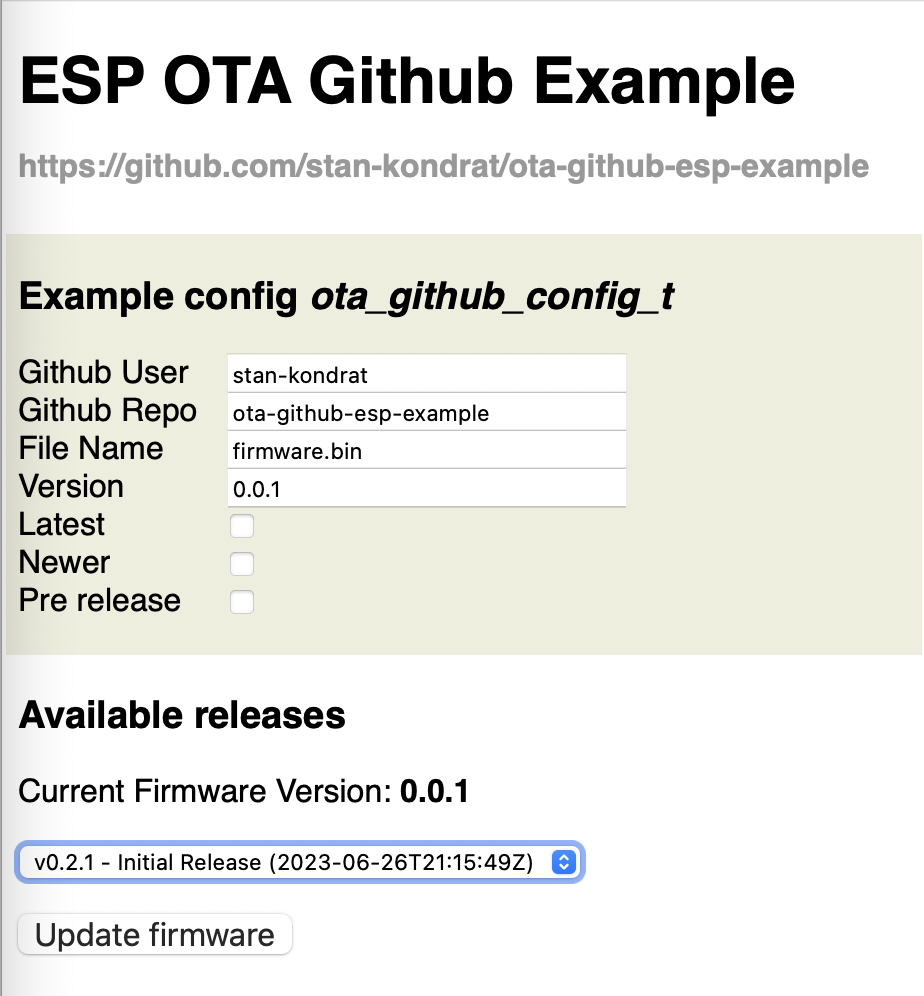 ESP OTA Github Example
https://github.com/stan-kondrat/ota-github-esp-example
Example config ota_github_config_t
Github User stan-kondrat
Github Repo ota-github-esp-example
File Name firmware.bin
Version 0.0.1
Latest
Newer
Pre release
Available releases
Current Firmware Version: 0.0.1
v0.2.1 - Initial Release (2023-06-26T21:15:49Z)
Update firmware